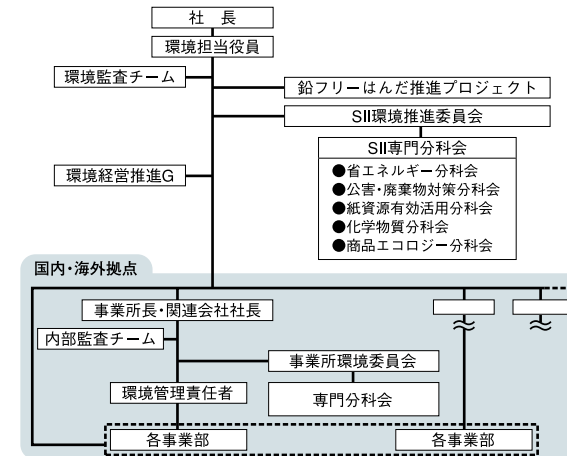 社　長
環境担当役員
環境監査チーム
鉛フリーはんだ推進プロジェクト
SII環境推進委員会
SII専門分科会
●省エネルギー分科会
●公害・廃棄物対策分科会
●紙資源有効活用分科会
●化学物質分科会
●商品エコロジー分科会
環境経営推進G
国内・海外拠点
事業所長・関連会社社長
内部監査チーム
事業所環境委員会
専門分科会
環境管理責任者
各事業部
各事業部